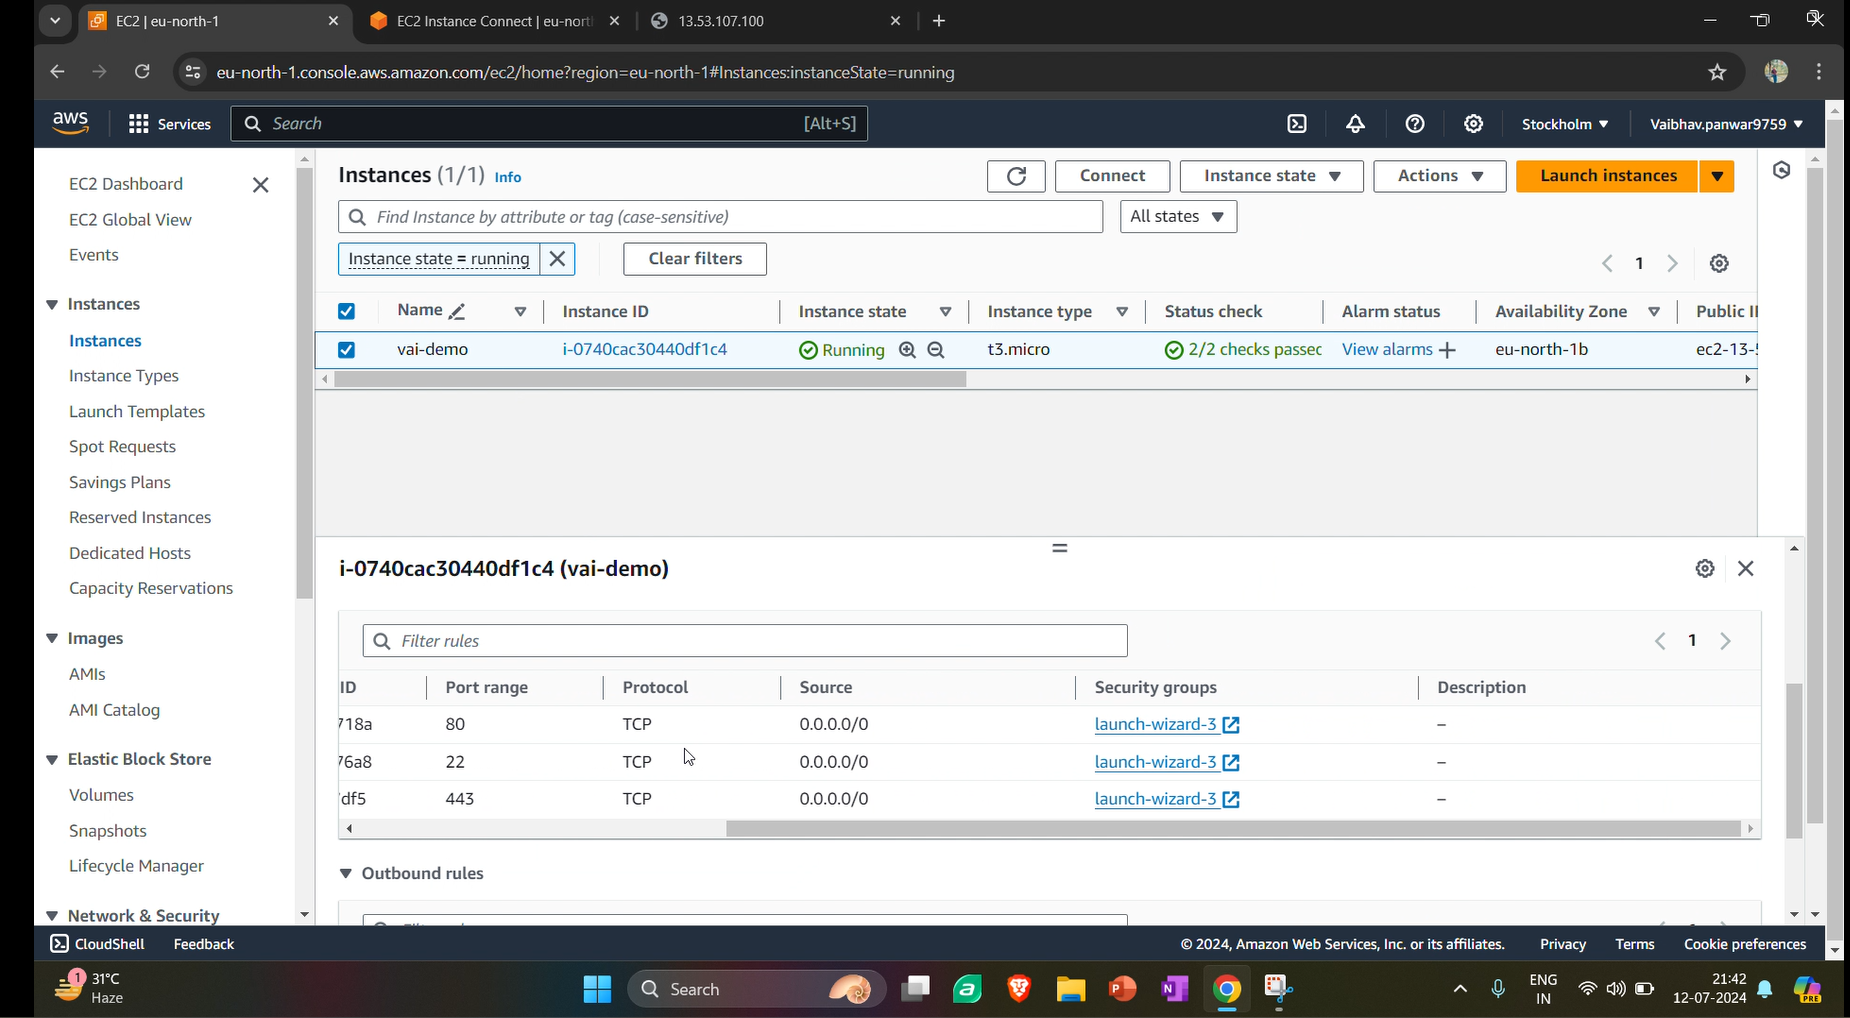 EC2 | eu-north-1
EC2 Instance Connect | eu-nort
13.53.107.100
eu-north-1.console.aws.amazon.com/ec2/home?region=eu-north-1#Instances:instanceState=running
aws
Services
Search
[Alt+S]
Stockholm
Vaibhav.panwar9759
EC2 Dashboard
EC2 Global View
Events
Instances
Instances
Instance Types
Launch Templates
Spot Requests
Savings Plans
Reserved Instances
Dedicated Hosts
Capacity Reservations
Images
AMIs
AMI Catalog
Elastic Block Store
Volumes
Snapshots
Lifecycle Manager
Network & Security
Instances (1/1) Info
Connect
Instance state
Actions
Launch instances
Find Instance by attribute or tag (case-sensitive)
All states
Instance state = running
Clear filters
1
Name
Instance ID
Instance state
Instance type
Status check
Alarm status
Availability Zone
Public I
vai-demo
i-0740cac30440df1c4
Running
t3.micro
2/2 checks passed
View alarms
eu-north-1b
ec2-13-5
i-0740cac30440df1c4 (vai-demo)
Filter rules
1
ID
Port range
Protocol
Source
Security groups
Description
718a
80
TCP
0.0.0.0/0
launch-wizard-3
–
76a8
22
TCP
0.0.0.0/0
launch-wizard-3
–
df5
443
TCP
0.0.0.0/0
launch-wizard-3
–
Outbound rules
CloudShell
Feedback
© 2024, Amazon Web Services, Inc. or its affiliates.
Privacy
Terms
Cookie preferences
1
31°C
Haze
Search
ENG
IN
21:42
12-07-2024
PRE